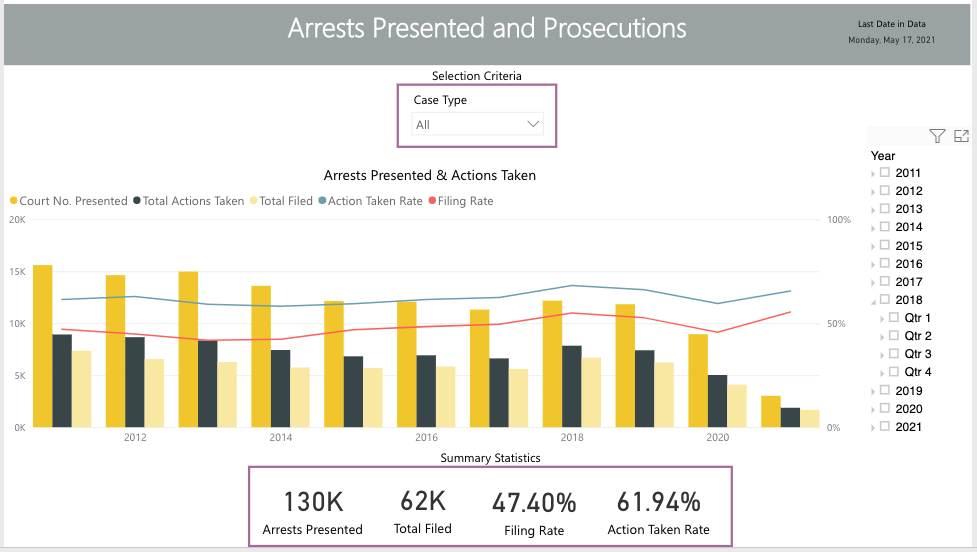 Arrests Presented and Prosecutions
Last Date in Data
Monday, May 17, 2021
Selection Criteria
Case Type
All
Arrests Presented & Actions Taken
Court No. Presented Total Actions Taken Total Filed Action Taken Rate Filing Rate
20K
15K
10K
5K
0K
100%
50%
0%
2012 2014 2016 2018 2020
Year
2011
2012
2013
2014
2015
2016
2017
2018
Qtr 1
Qtr 2
Qtr 3
Qtr 4
2019
2020
2021
Summary Statistics
130K 62K 47.40% 61.94%
Arrests Presented Total Filed Filing Rate Action Taken Rate